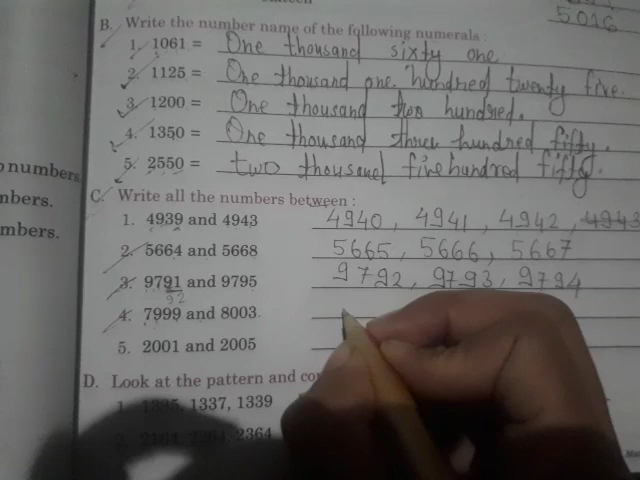 5016
B. Write the number name of the following numerals :
1. 1061 = One thousand sixty one
2. 1125 = One thousand one hundred twenty five.
3. 1200 = One thousand two hundred.
4. 1350 = One thousand three hundred fifty.
5. 2550 = two thousand five hundred fifty.
numbers
mbers.
mbers.
C. Write all the numbers between :
1. 4939 and 4943 4940, 4941, 4942, 4943
2. 5664 and 5668 5665, 5666, 5667
3. 9791 and 9795 9792, 9793, 9794
92
4. 7999 and 8003.
5. 2001 and 2005
D. Look at the pattern and
1. 1335, 1337, 1339
2. 2364